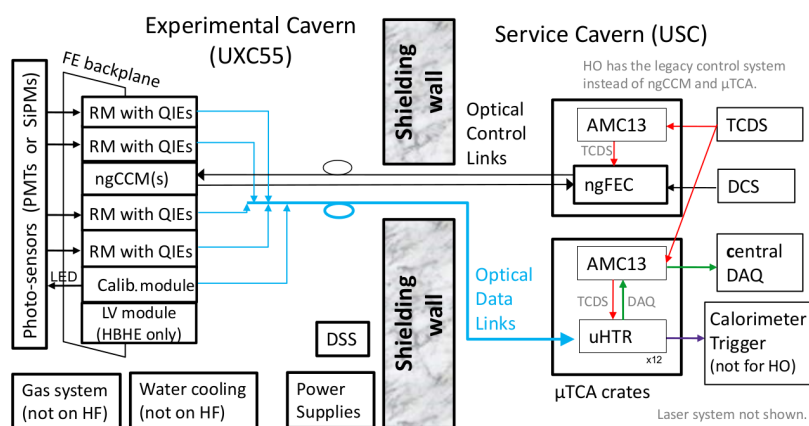 Experimental Cavern
(UXC55)
Service Cavern (USC)
HO has the legacy control system
instead of ngCCM and µTCA.
FE backplane
Photo-sensors (PMTs or SiPMs)
RM with QIEs
RM with QIEs
ngCCM(s)
RM with QIEs
RM with QIEs
LED
Calib.module
LV module
(HBHE only)
Shielding
wall
Shielding
wall
Optical
Control
Links
AMC13
TCDS
ngFEC
TCDS
DCS
Optical
Data
Links
AMC13
TCDS
DAQ
uHTR
x12
µTCA crates
central
DAQ
Calorimeter
Trigger
(not for HO)
DSS
Gas system
(not on HF)
Water cooling
(not on HF)
Power
Supplies
Laser system not shown.